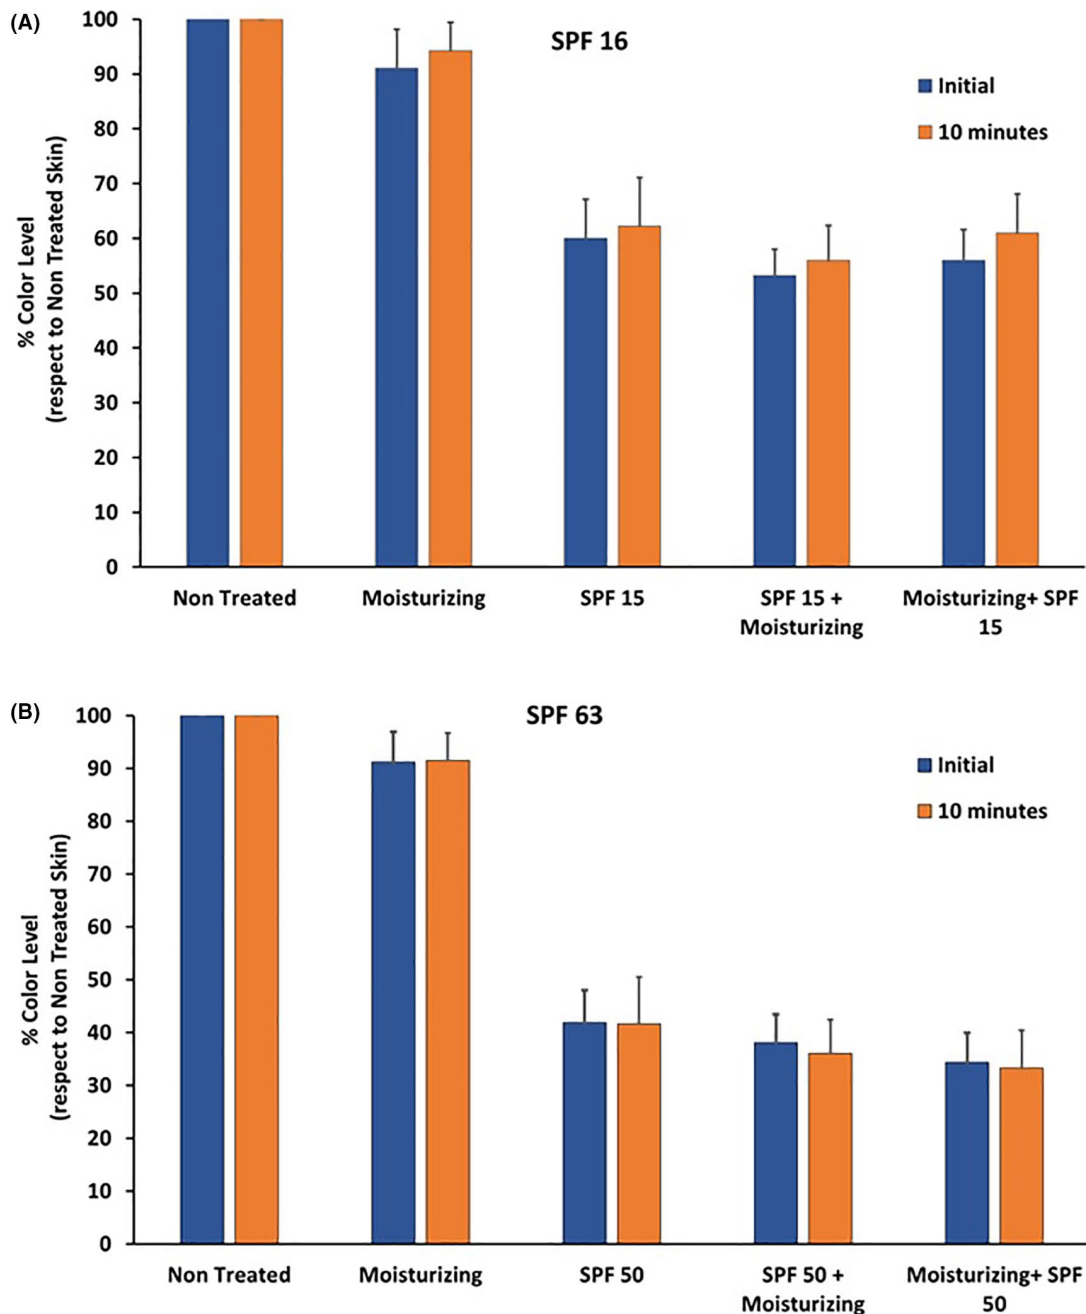 (A)
SPF 16
Initial
10 minutes
% Color Level
(respect to Non Treated Skin)
100
90
80
70
60
50
40
30
20
10
0
Non Treated
Moisturizing
SPF 15
SPF 15 +
Moisturizing
Moisturizing+ SPF
15
(B)
SPF 63
Initial
10 minutes
% Color Level
(respect to Non Treated Skin)
100
90
80
70
60
50
40
30
20
10
0
Non Treated
Moisturizing
SPF 50
SPF 50 +
Moisturizing
Moisturizing+ SPF
50